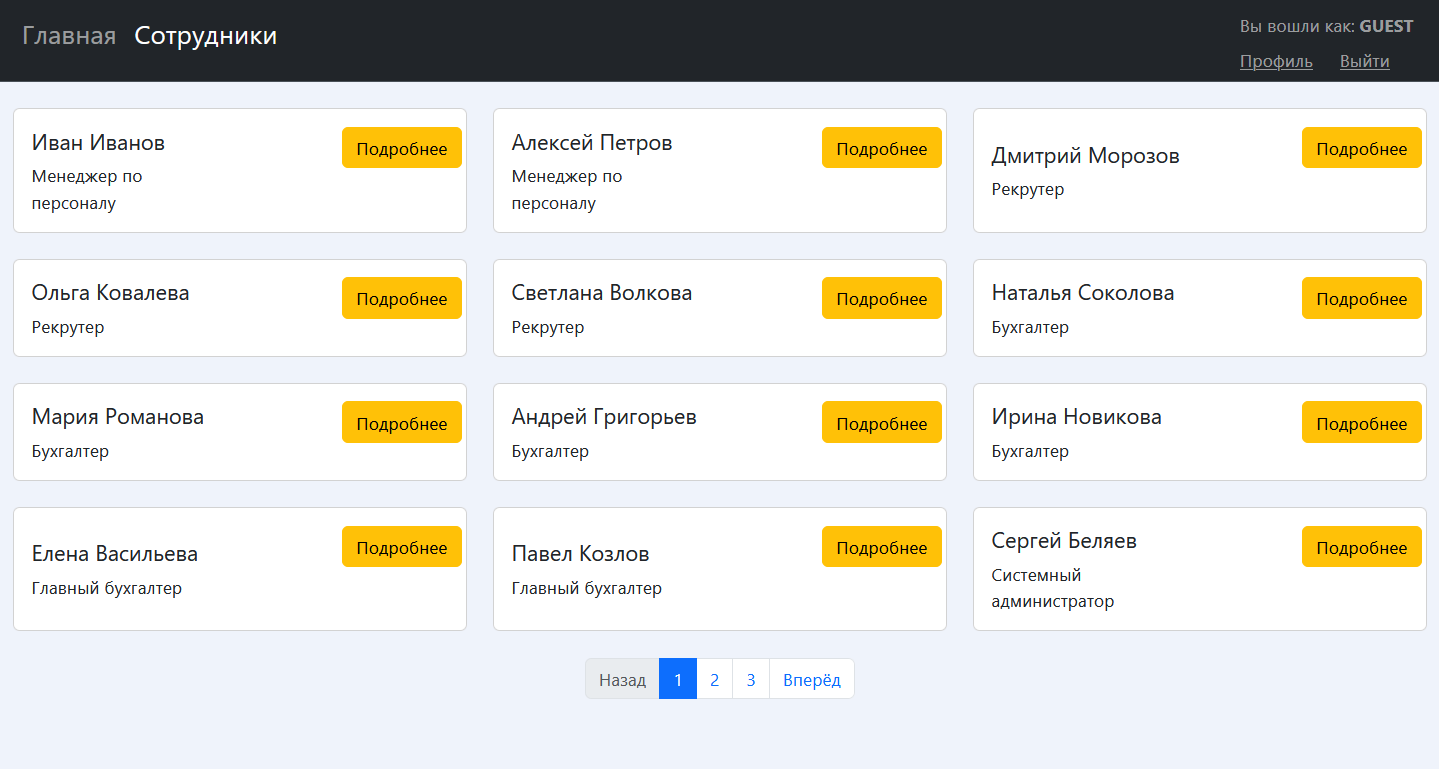 Главная Сотрудники
Вы вошли как: GUEST
Профиль Выйти
Иван Иванов
Менеджер по
персоналу
Подробнее
Алексей Петров
Менеджер по
персоналу
Подробнее
Дмитрий Морозов
Рекрутер
Подробнее
Ольга Ковалева
Рекрутер
Подробнее
Светлана Волкова
Рекрутер
Подробнее
Наталья Соколова
Бухгалтер
Подробнее
Мария Романова
Бухгалтер
Подробнее
Андрей Григорьев
Бухгалтер
Подробнее
Ирина Новикова
Бухгалтер
Подробнее
Елена Васильева
Главный бухгалтер
Подробнее
Павел Козлов
Главный бухгалтер
Подробнее
Сергей Беляев
Системный
администратор
Подробнее
Назад 1 2 3 Вперёд